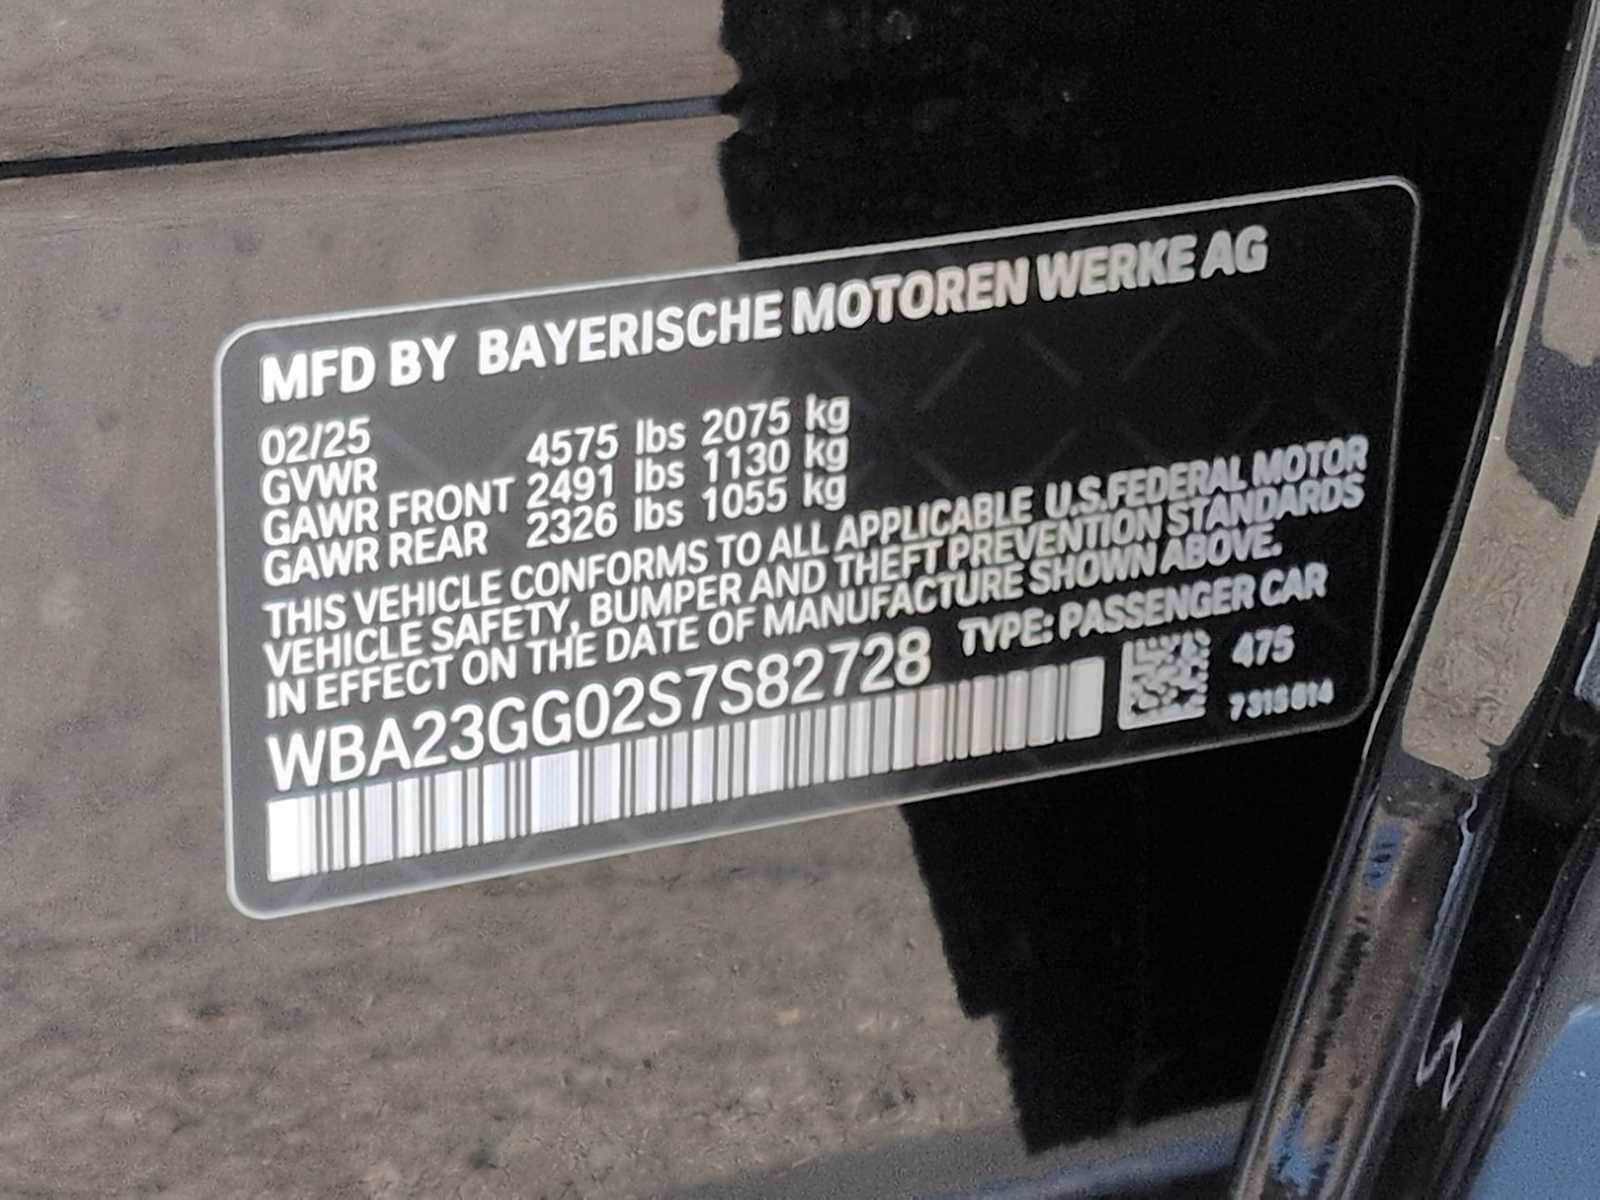 MFD BY BAYERISCHE MOTOREN WERKE AG
02/25
GVWR 4575 lbs 2075 kg
GAWR FRONT 2491 lbs 1130 kg
GAWR REAR 2326 lbs 1055 kg
THIS VEHICLE CONFORMS TO ALL APPLICABLE U.S.FEDERAL MOTOR
VEHICLE SAFETY, BUMPER AND THEFT PREVENTION STANDARDS
IN EFFECT ON THE DATE OF MANUFACTURE SHOWN ABOVE.
WBA23GG02S7S82728 TYPE: PASSENGER CAR
475